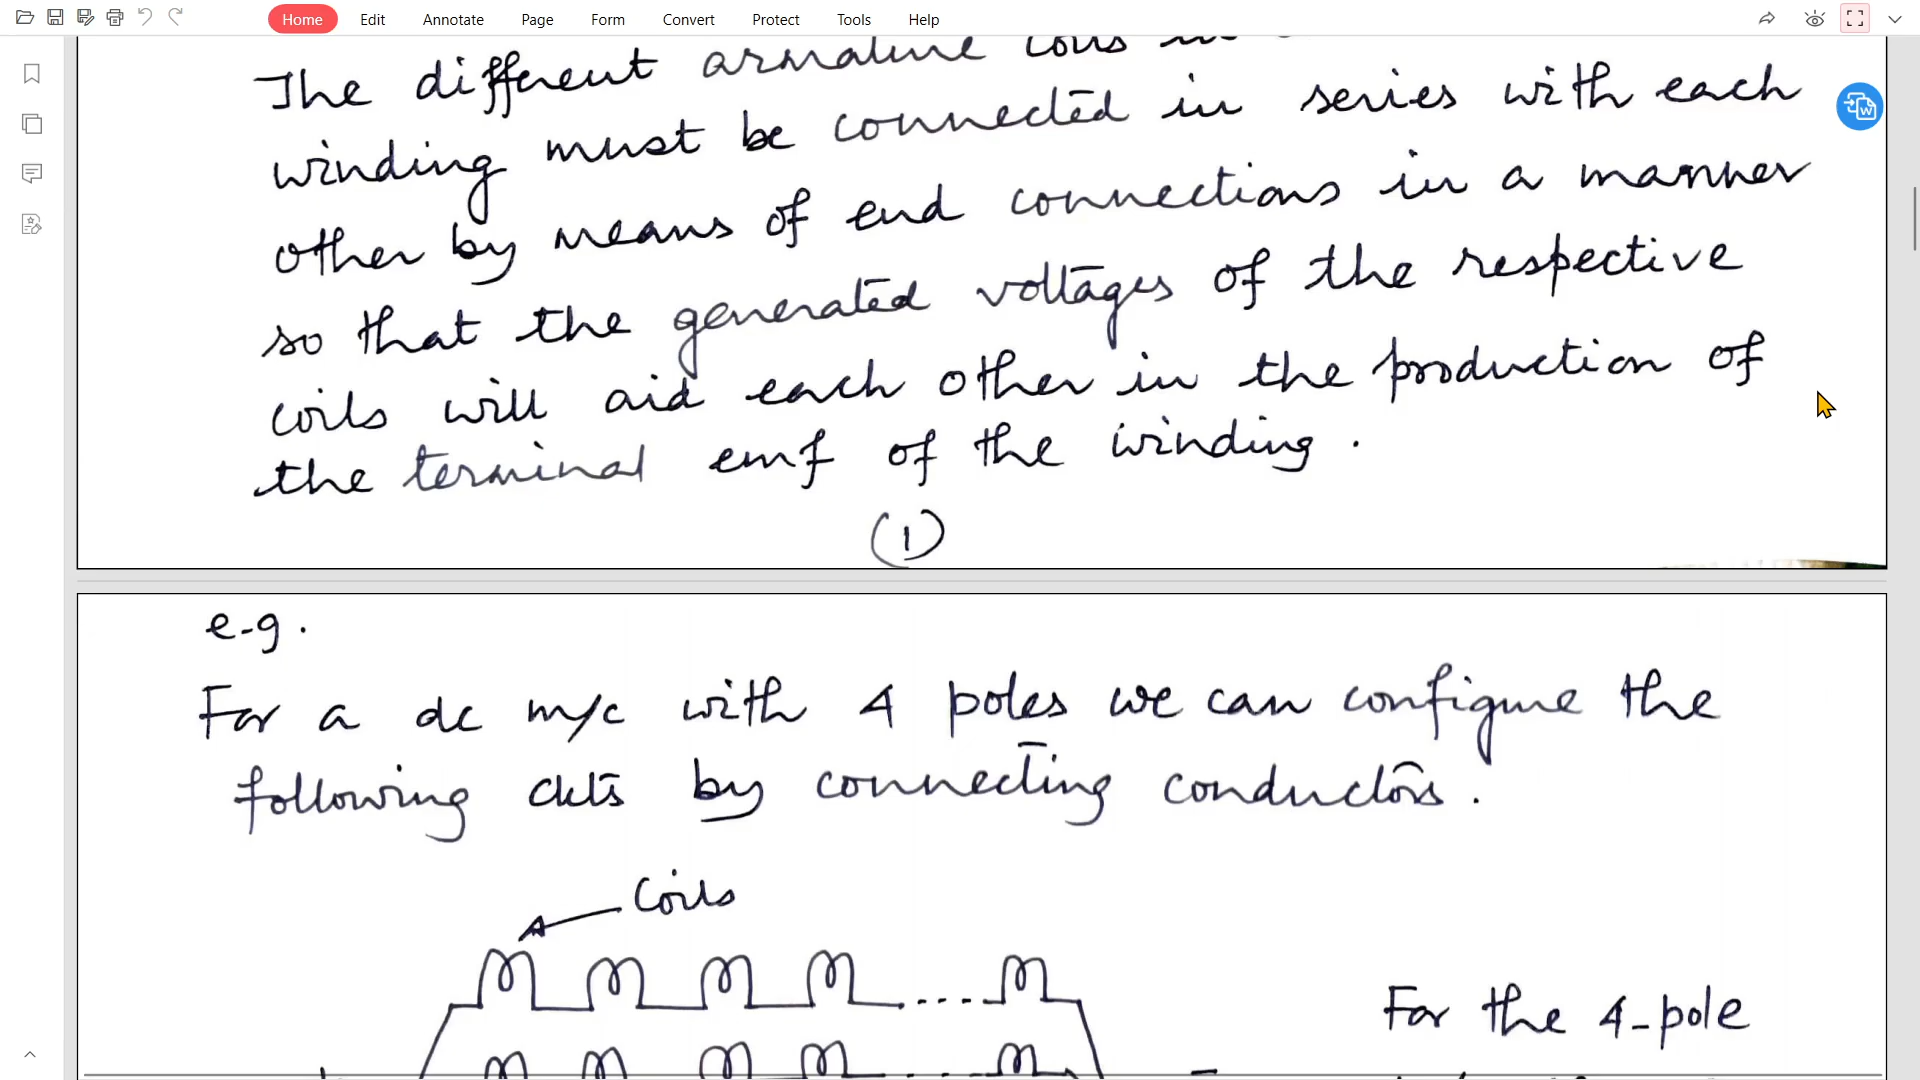 Home Edit Annotate Page Form Convert Protect Tools Help
The different armature coils in
winding must be connected in series with each
other by means of end connections in a manner
so that the generated voltages of the respective
coils will aid each other in the production of
the terminal emf of the winding.
(1)
e.g.
For a dc m/c with 4 poles we can configure the
following ckts by connecting conductors.
Coils
For the 4-pole